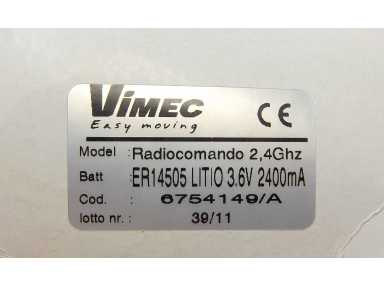 VIMEC CE
Easy moving
Model :Radiocomando 2,4Ghz
Batt :ER14505 LITIO 3.6V 2400mA
Cod. : 6754149/A
lotto nr. : 39/11